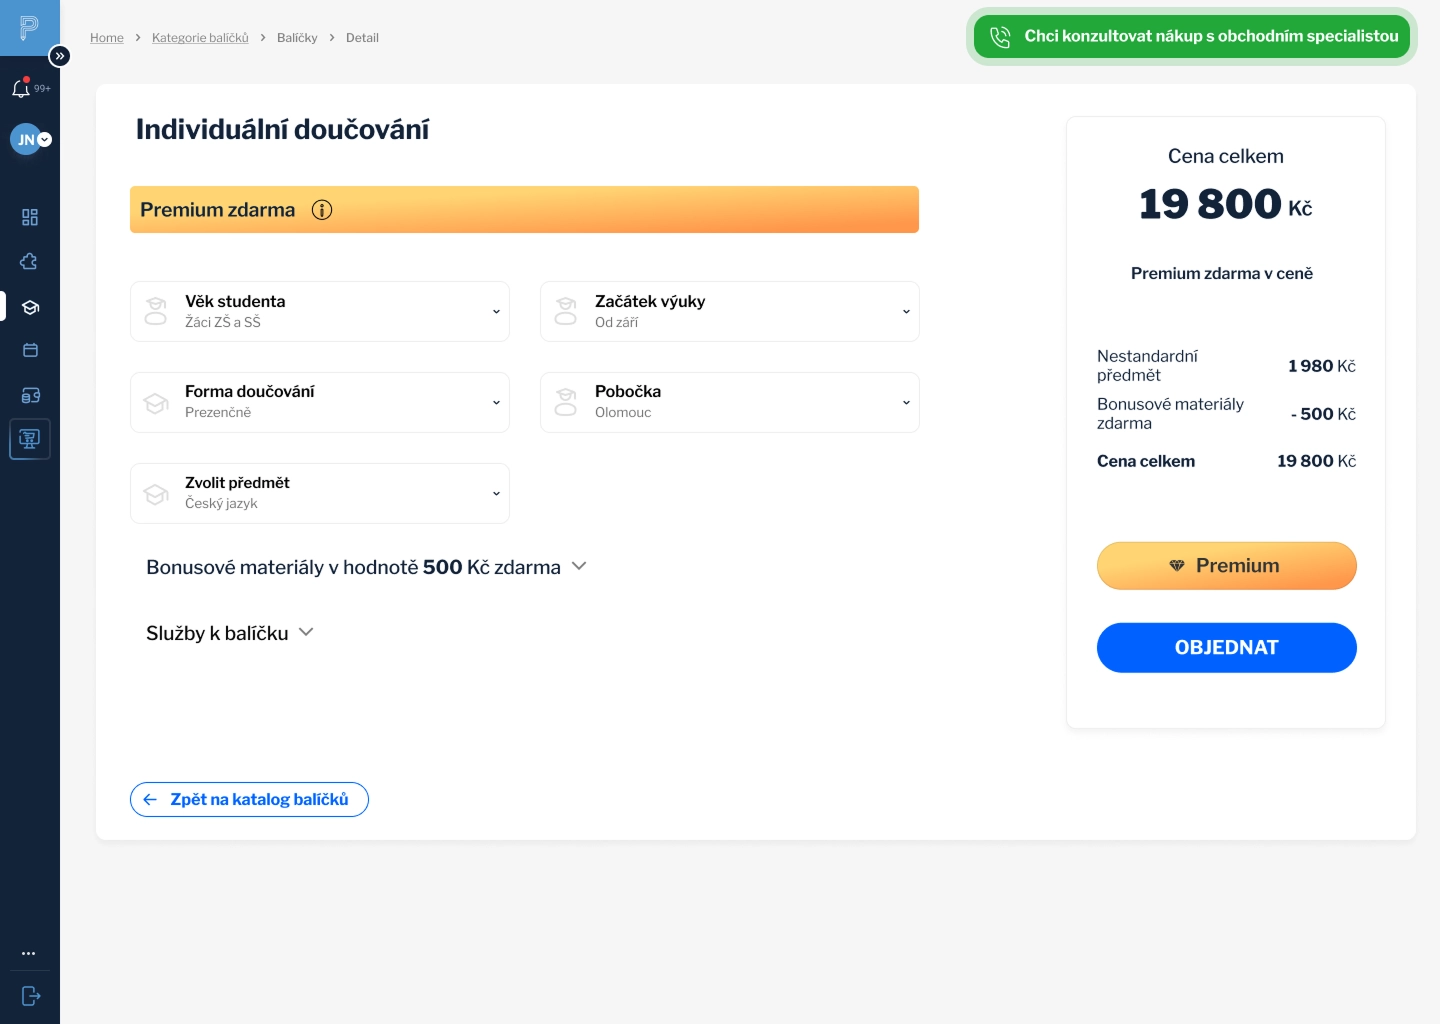 Home
Kategorie balíčků
Balíčky
Detail
Chci konzultovat nákup s obchodním specialistou
99+
JN
Individuální doučování
Premium zdarma
Věk studenta
Žáci ZŠ a SŠ
Začátek výuky
Od září
Forma doučování
Prezenčně
Pobočka
Olomouc
Zvolit předmět
Český jazyk
Bonusové materiály v hodnotě 500 Kč zdarma
Služby k balíčku
Zpět na katalog balíčků
Cena celkem
19 800 Kč
Premium zdarma v ceně
Nestandardní
předmět
1 980 Kč
Bonusové materiály
zdarma
- 500 Kč
Cena celkem
19 800 Kč
Premium
OBJEDNAT